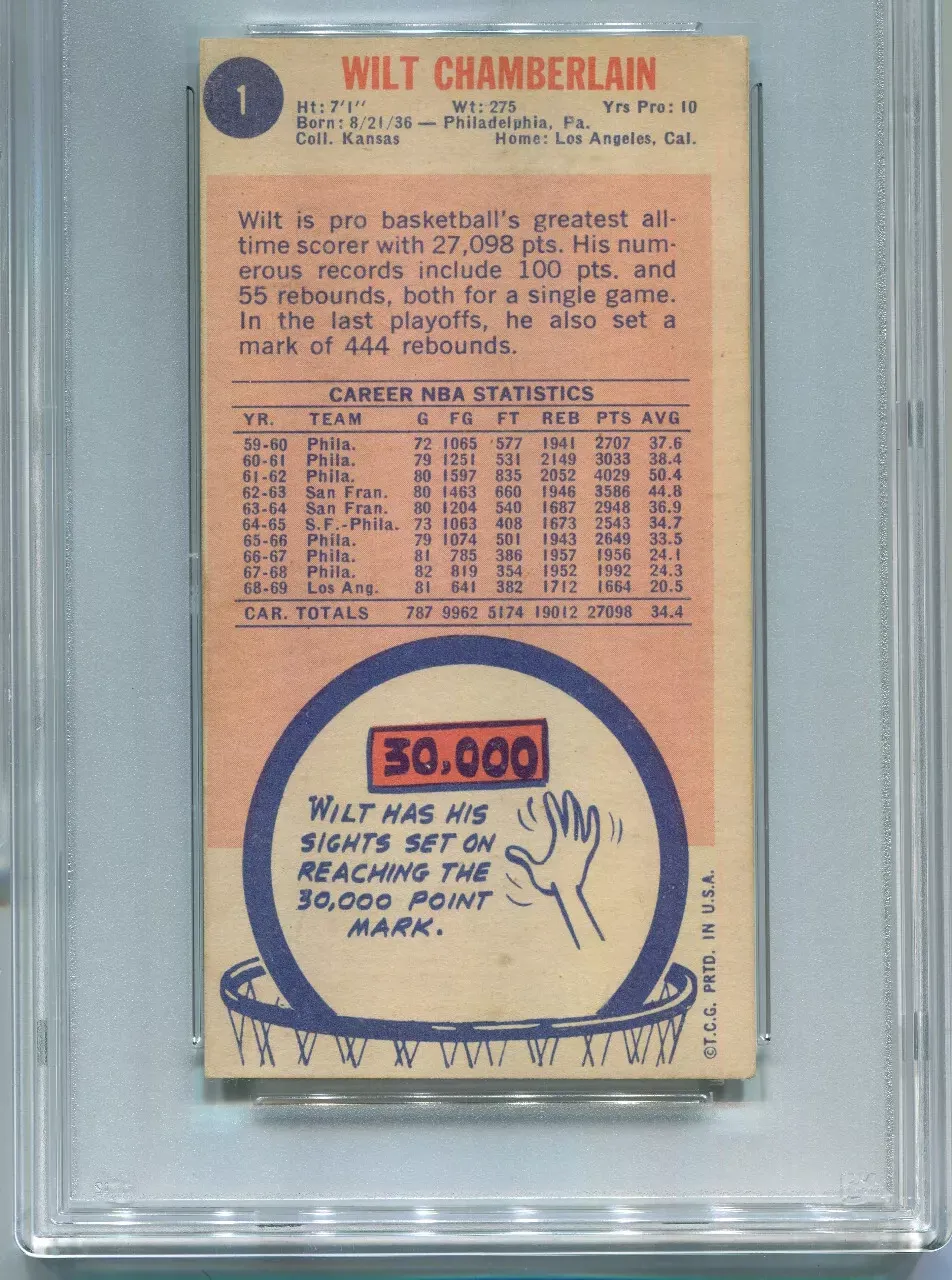 1
WILT CHAMBERLAIN
Ht: 7'1" Wt: 275 Yrs Pro: 10
Born: 8/21/36 — Philadelphia, Pa.
Coll. Kansas Home: Los Angeles, Cal.
Wilt is pro basketball's greatest all-
time scorer with 27,098 pts. His num-
erous records include 100 pts. and
55 rebounds, both for a single game.
In the last playoffs, he also set a
mark of 444 rebounds.
CAREER NBA STATISTICS
YR. TEAM G FG FT REB PTS AVG
59-60 Phila. 72 1065 577 1941 2707 37.6
60-61 Phila. 79 1251 531 2149 3033 38.4
61-62 Phila. 80 1597 835 2052 4029 50.4
62-63 San Fran. 80 1463 660 1946 3586 44.8
63-64 San Fran. 80 1204 540 1687 2948 36.9
64-65 S.F.-Phila. 73 1063 408 1673 2543 34.7
65-66 Phila. 79 1074 501 1943 2649 33.5
66-67 Phila. 81 785 386 1957 1956 24.1
67-68 Phila. 82 819 354 1952 1992 24.3
68-69 Los Ang. 81 641 382 1712 1664 20.5
CAR. TOTALS 787 9962 5174 19012 27098 34.4
30,000
WILT HAS HIS
SIGHTS SET ON
REACHING THE
30,000 POINT
MARK.
©T.C.G. PRTD. IN U.S.A.